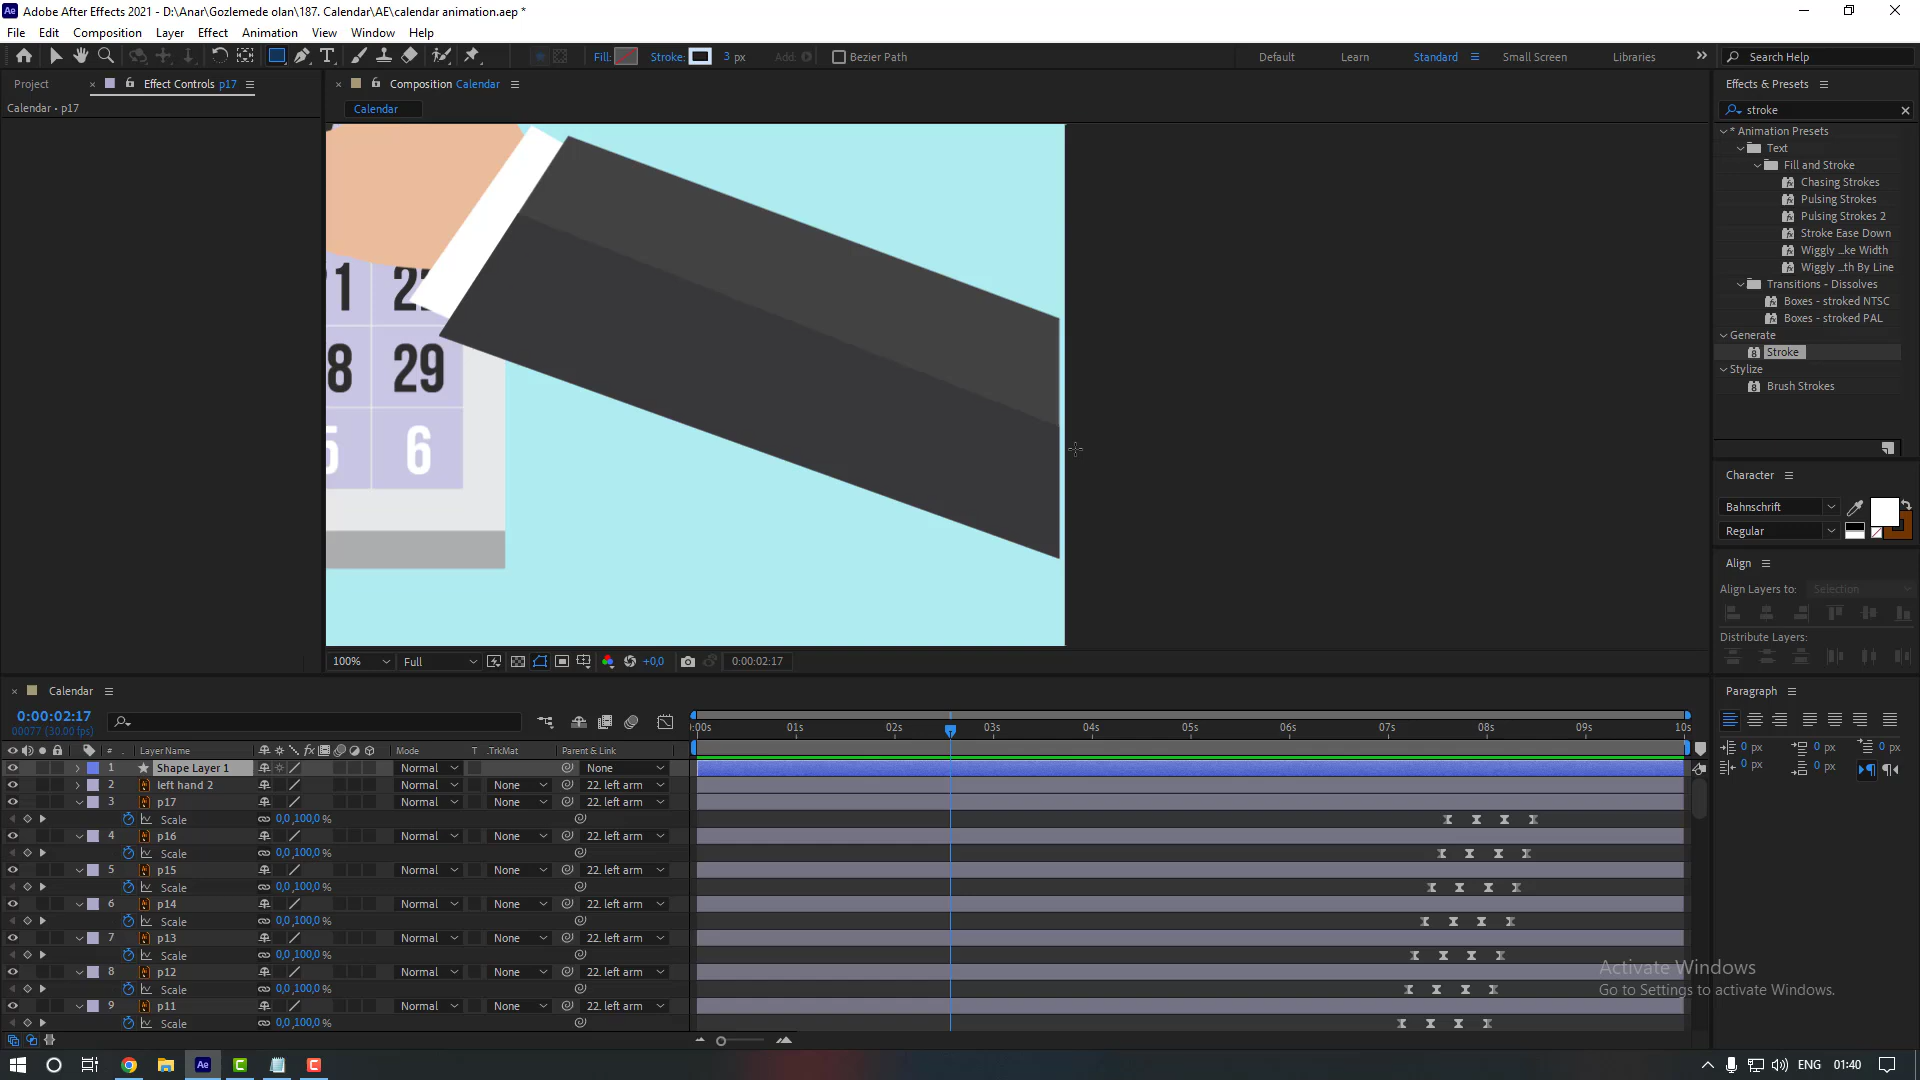 Adobe After Effects 2021 - D:\Anar\Gozlemede olan\187. Calendar\AE\calendar animation.aep *
File Edit Composition Layer Effect Animation View Window Help
Fill: Stroke: 3 px Add: Bezier Path Default Learn Standard Small Screen Libraries Search Help
Project Effect Controls p17 Composition Calendar Effects & Presets
Calendar • p17
Calendar
stroke
* Animation Presets
Text
Fill and Stroke
Chasing Strokes
Pulsing Strokes
Pulsing Strokes 2
Stroke Ease Down
Wiggly ...ke Width
Wiggly ...th By Line
Transitions - Dissolves
Boxes - stroked NTSC
Boxes - stroked PAL
Generate
Stroke
Stylize
Brush Strokes
29
6
Character
Bahnschrift
Regular
Align
Align Layers to: Selection
Distribute Layers:
100% Full +0,0 0:00:02:17
Calendar
Paragraph
0:00:02:17
00077 (30.00 fps)
:00s 01s 02s 03s 04s 05s 06s 07s 08s 09s 10s
# Layer Name Mode T .TrkMat Parent & Link
1 Shape Layer 1 Normal None
2 left hand 2 Normal None 22. left arm
3 p17 Normal None 22. left arm
Scale 0,0 ,100,0 %
4 p16 Normal None 22. left arm
Scale 0,0 ,100,0 %
5 p15 Normal None 22. left arm
Scale 0,0 ,100,0 %
6 p14 Normal None 22. left arm
Scale 0,0 ,100,0 %
7 p13 Normal None 22. left arm
Scale 0,0 ,100,0 %
8 p12 Normal None 22. left arm
Scale 0,0 ,100,0 %
9 p11 Normal None 22. left arm
Scale 0,0 ,100,0 %
0 px 0 px 0 px
0 px 0 px
Activate Windows
Go to Settings to activate Windows.
ENG 01:40